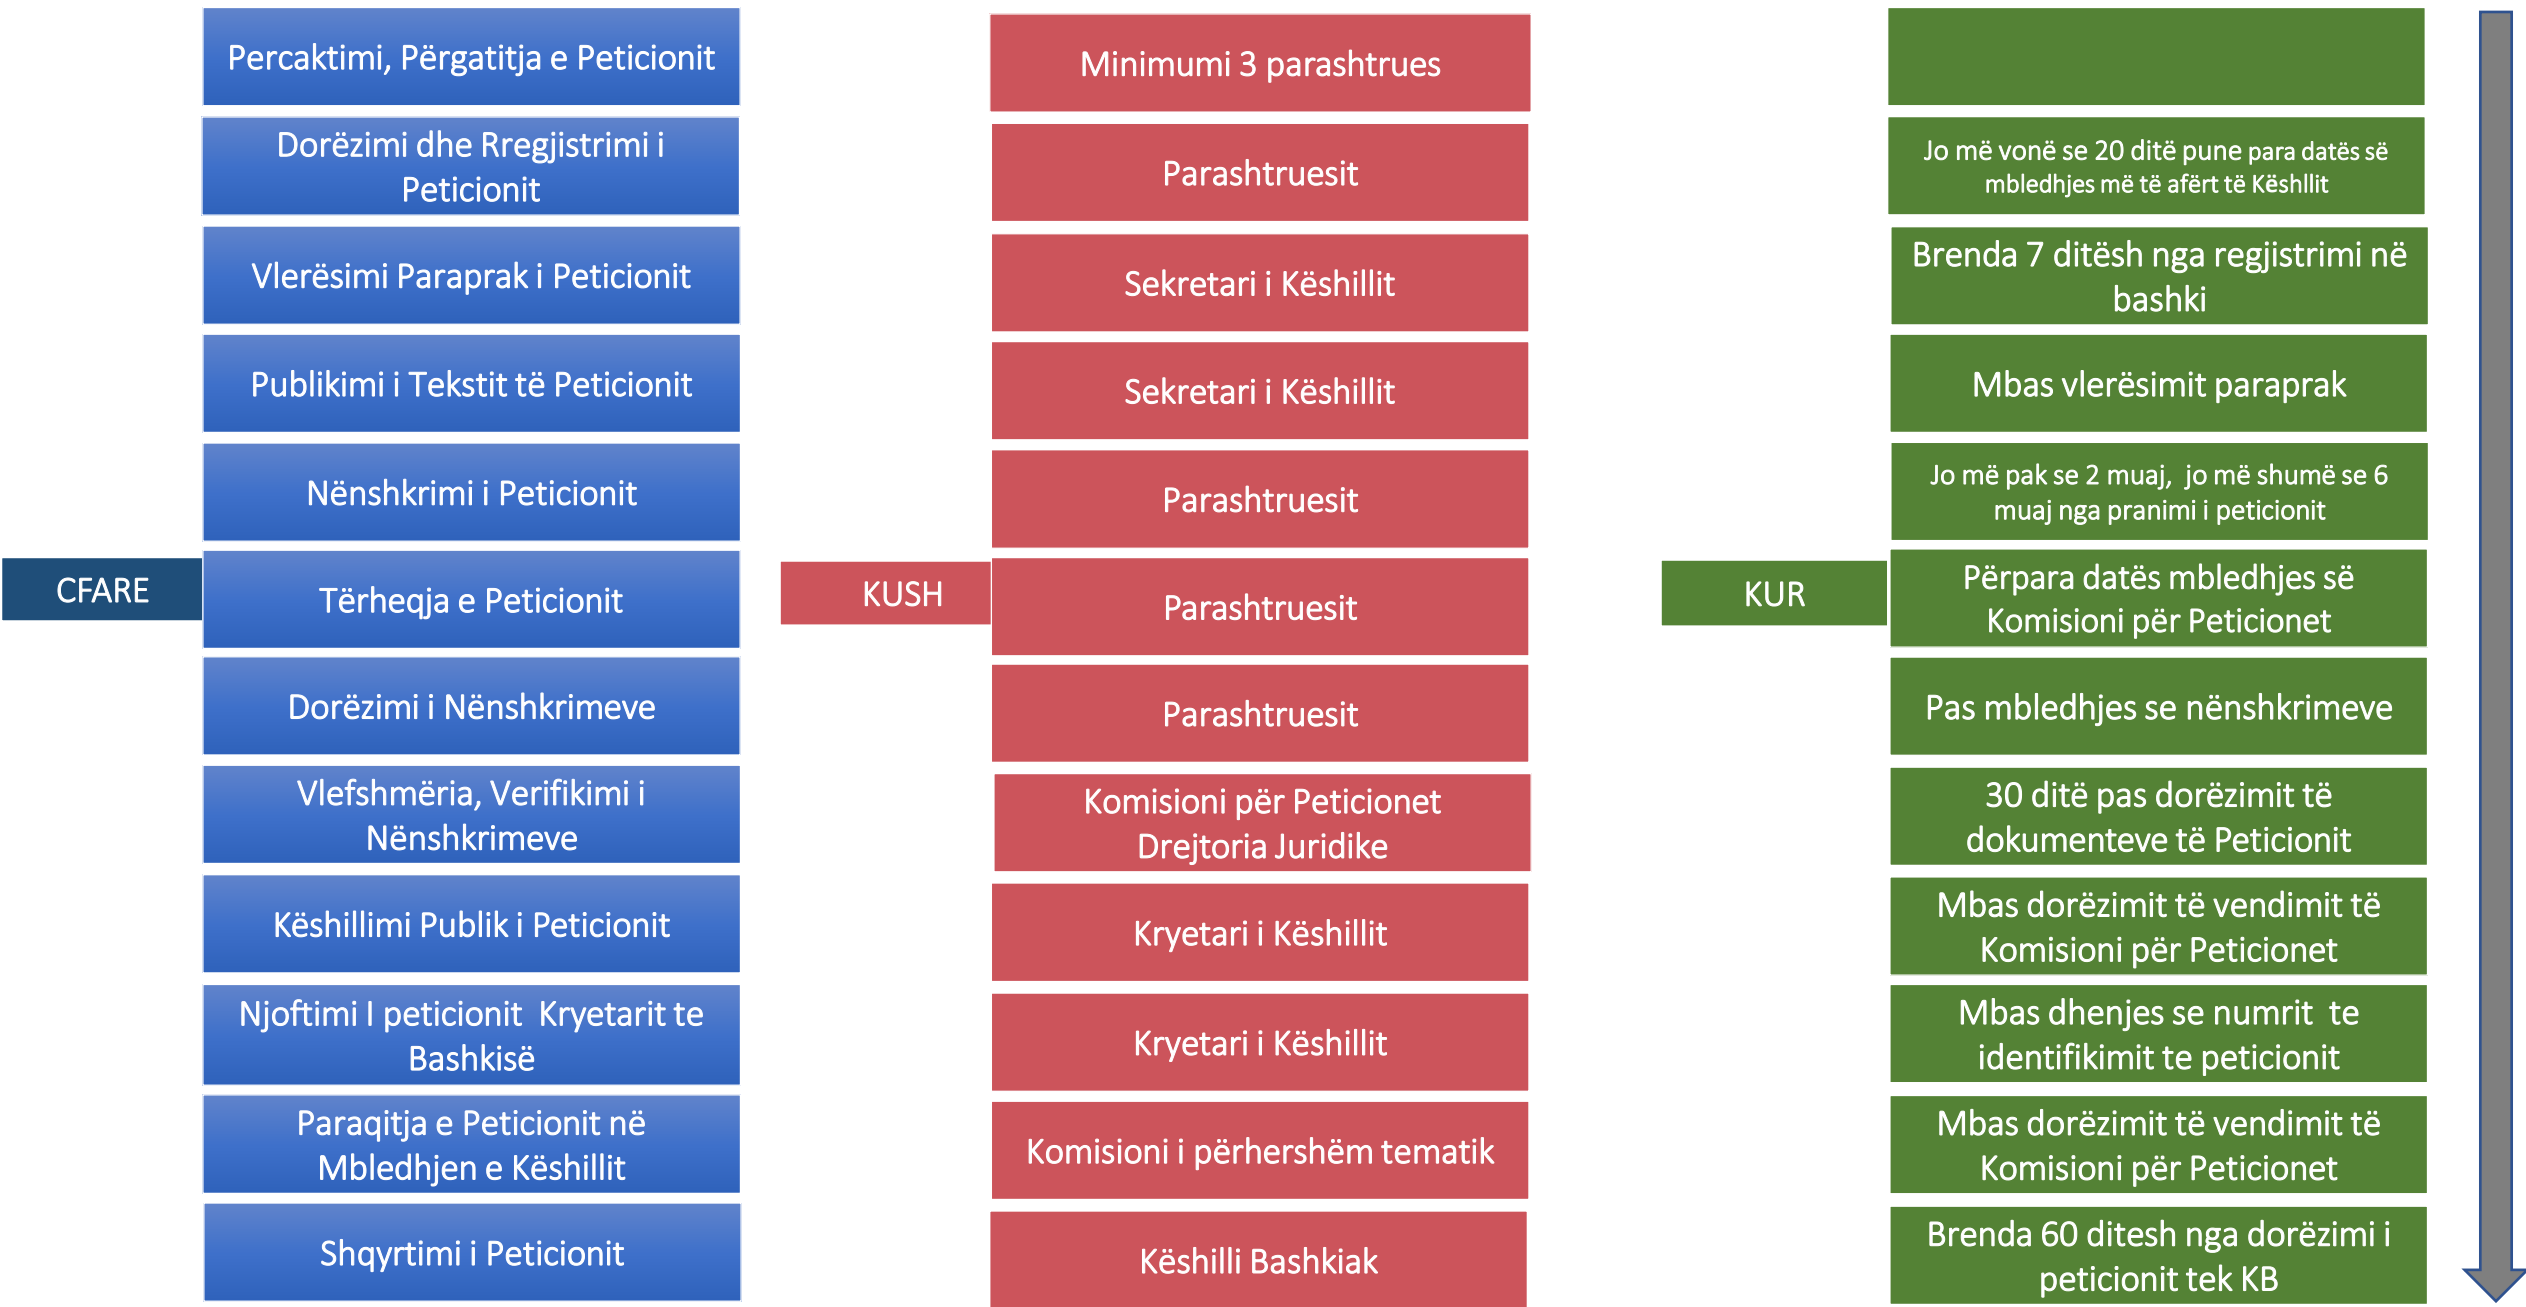 Percaktimi, Përgatitja e Peticionit
Minimumi 3 parashtrues
Dorëzimi dhe Rregjistrimi i
Peticionit
Parashtruesit
Jo më vonë se 20 ditë pune para datës së
mbledhjes më të afërt të Këshllit
Vlerësimi Paraprak i Peticionit
Sekretari i Këshillit
Brenda 7 ditësh nga regjistrimi në
bashki
Publikimi i Tekstit të Peticionit
Sekretari i Këshillit
Mbas vlerësimit paraprak
Nënshkrimi i Peticionit
Parashtruesit
Jo më pak se 2 muaj, jo më shumë se 6
muaj nga pranimi i peticionit
CFARE
Tërheqja e Peticionit
KUSH
Parashtruesit
KUR
Përpara datës mbledhjes së
Komisioni për Peticionet
Dorëzimi i Nënshkrimeve
Parashtruesit
Pas mbledhjes se nënshkrimeve
Vlefshmëria, Verifikimi i
Nënshkrimeve
Komisioni për Peticionet
Drejtoria Juridike
30 ditë pas dorëzimit të
dokumenteve të Peticionit
Këshillimi Publik i Peticionit
Kryetari i Këshillit
Mbas dorëzimit të vendimit të
Komisioni për Peticionet
Njoftimi I peticionit Kryetarit te
Bashkisë
Kryetari i Këshillit
Mbas dhenjes se numrit te
identifikimit te peticionit
Paraqitja e Peticionit në
Mbledhjen e Këshillit
Komisioni i përhershëm tematik
Mbas dorëzimit të vendimit të
Komisioni për Peticionet
Shqyrtimi i Peticionit
Këshilli Bashkiak
Brenda 60 ditesh nga dorëzimi i
peticionit tek KB